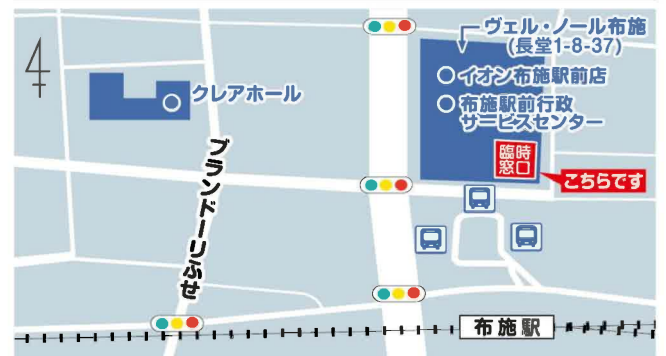 ヴェル・ノール布施
(長堂1-8-37)
イオン布施駅前店
布施駅前行政
サービスセンター
クレアホール
臨時
窓口
こちらです
ブランドーリふせ
布施駅